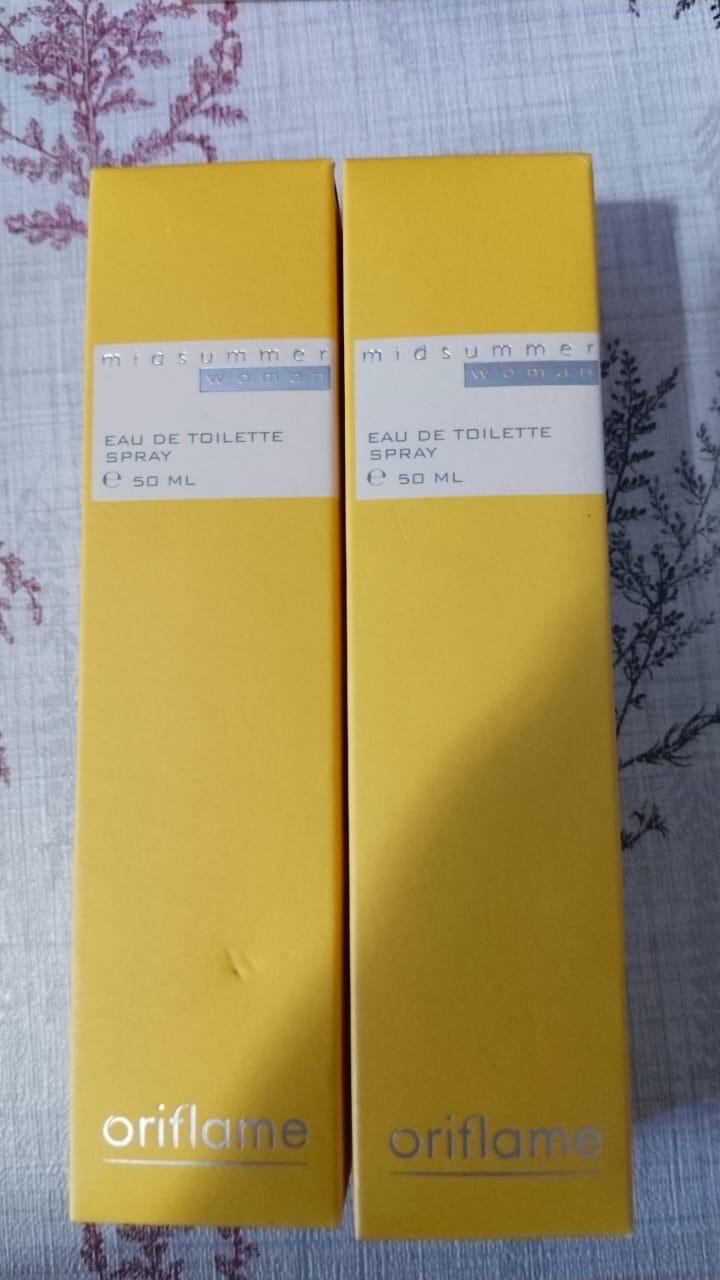 midsummer
woman
EAU DE TOILETTE
SPRAY
e 50 ML
oriflame
midsummer
woman
EAU DE TOILETTE
SPRAY
e 50 ML
oriflame